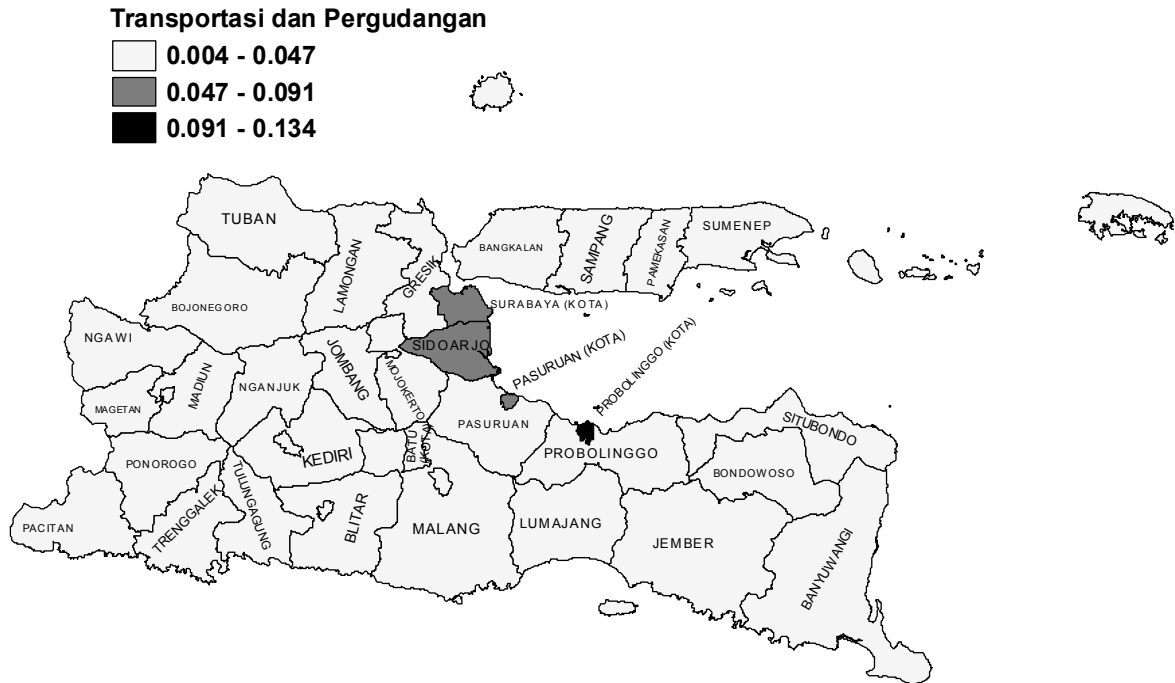 Transportasi dan Pergudangan
0.004 - 0.047
0.047 - 0.091
0.091 - 0.134
TUBAN
BANGKALAN
SAMPANG
PAMEKASAN
SUMENEP
LAMONGAN
GRESIK
BOJONEGORO
SURABAYA (KOTA)
NGAWI
SIDOARJO
JOMBANG
MOJOKERTO
PASURUAN (KOTA)
PROBOLINGGO (KOTA)
MADIUN
NGANJUK
MAGETAN
PASURUAN
SITUBONDO
KEDIRI
BATU
(KOTA)
PROBOLINGGO
PONOROGO
BONDOWOSO
TULUNGAGUNG
TRENGGALEK
BLITAR
PACITAN
MALANG
LUMAJANG
JEMBER
BANYUWANGI